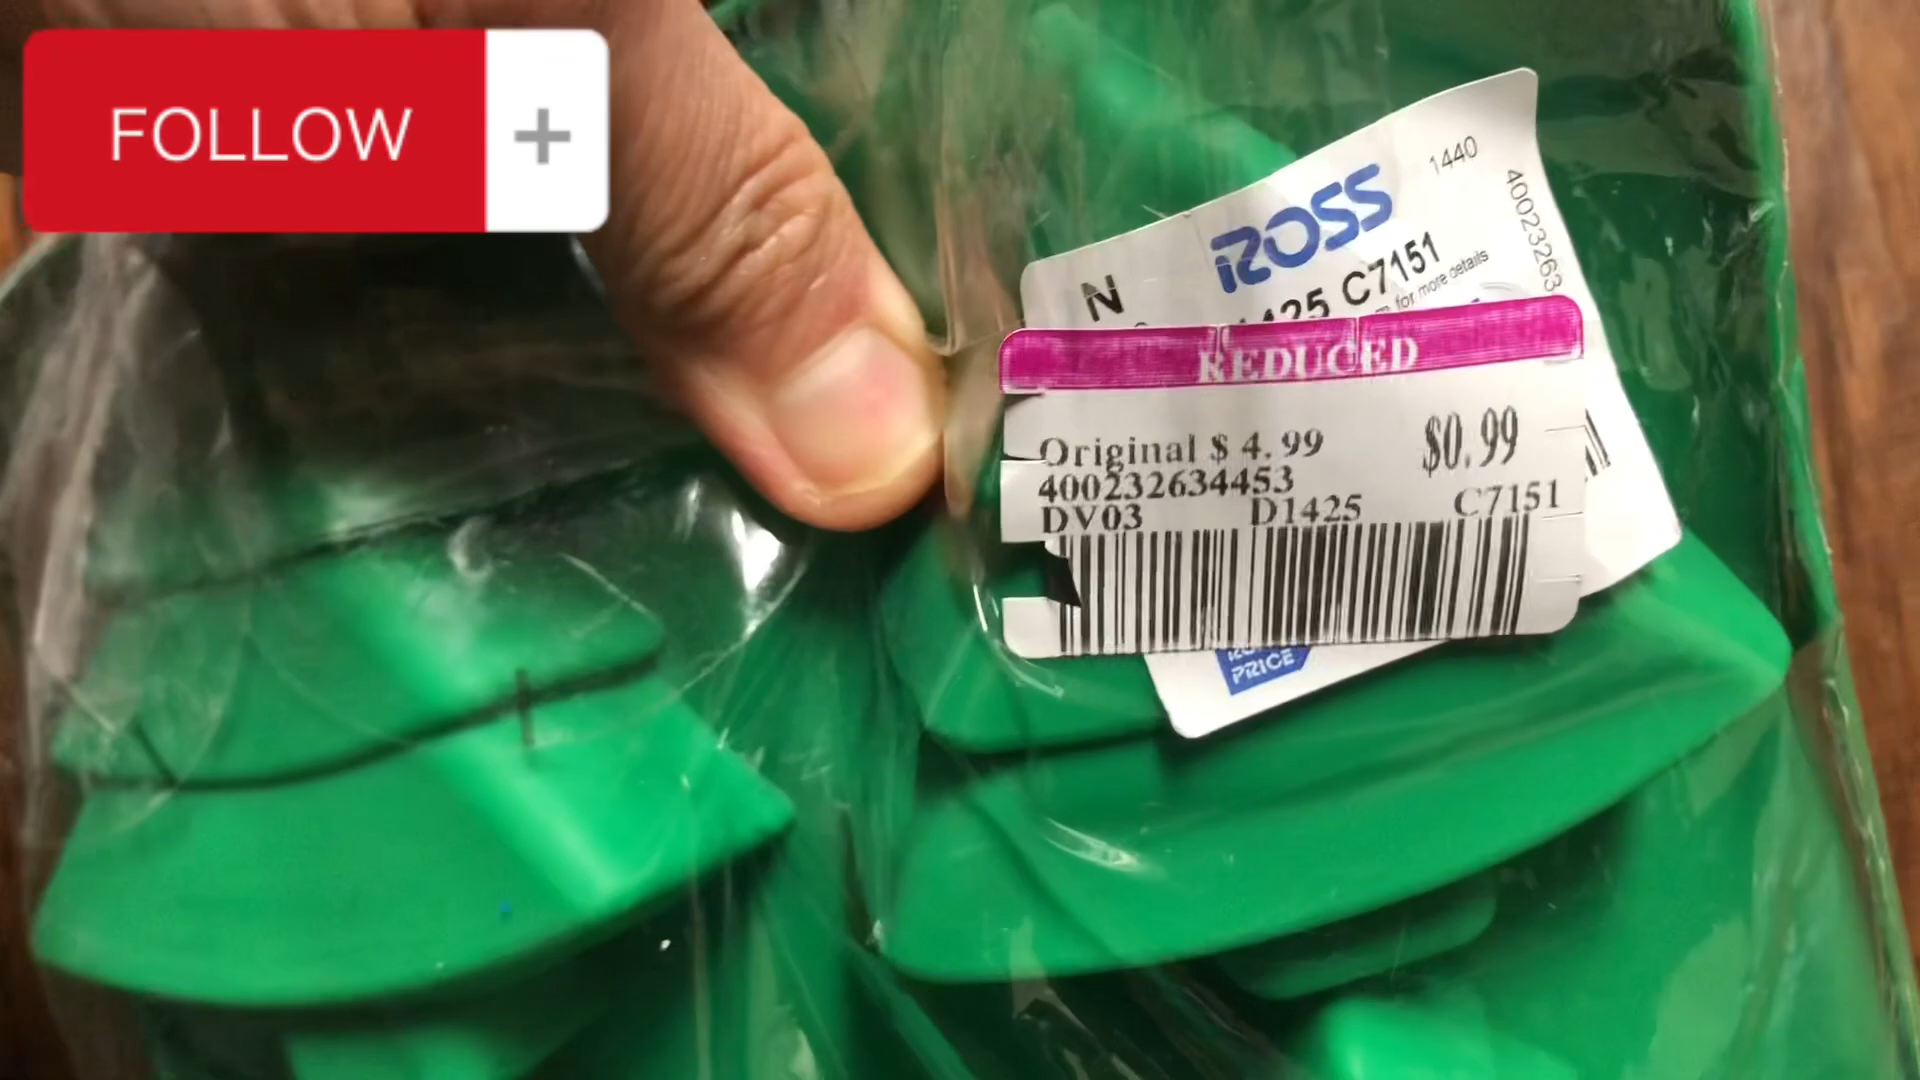 FOLLOW +
1440
ROSS
40023263
N
1425 C7151
for more details
REDUCED
Original $ 4.99
$0.99
400232634453
DV03 D1425 C7151
PRICE